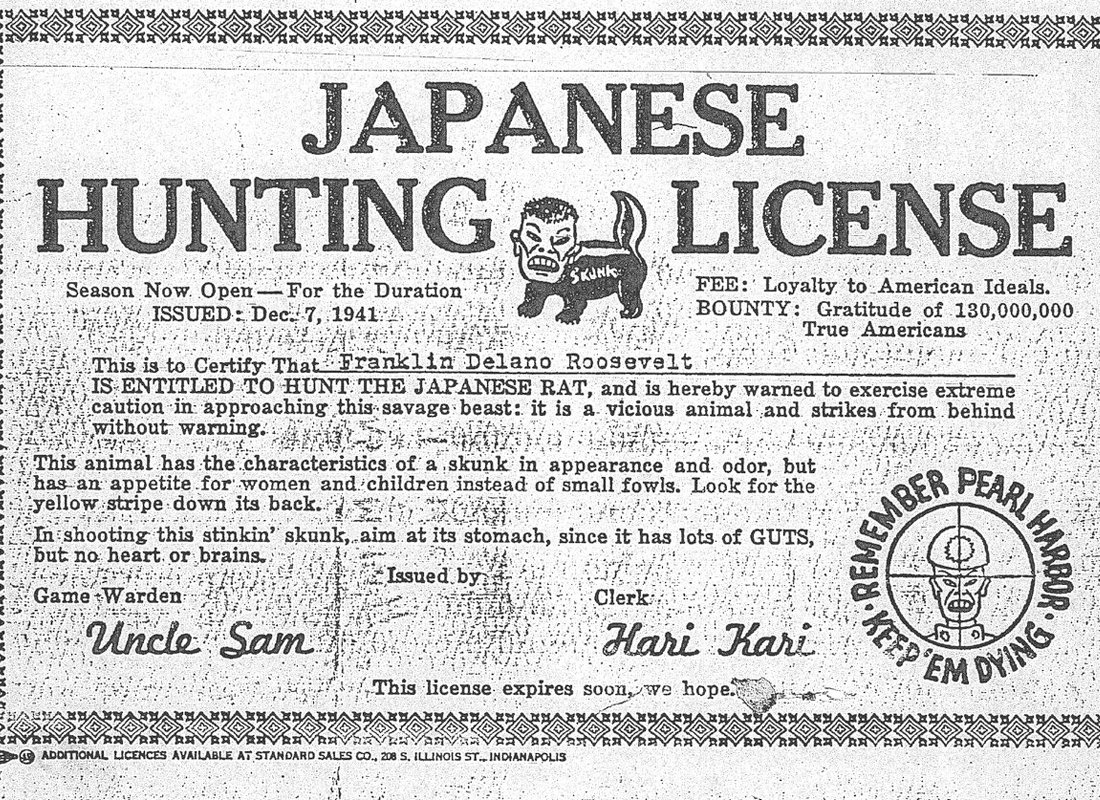 JAPANESE
HUNTING LICENSE
SKUNK
Season Now Open — For the Duration
ISSUED: Dec. 7, 1941
FEE: Loyalty to American Ideals.
BOUNTY: Gratitude of 130,000,000
True Americans
This is to Certify That Franklin Delano Roosevelt
IS ENTITLED TO HUNT THE JAPANESE RAT, and is hereby warned to exercise extreme
caution in approaching this savage beast: it is a vicious animal and strikes from behind
without warning.
This animal has the characteristics of a skunk in appearance and odor, but
has an appetite for women and children instead of small fowls. Look for the
yellow stripe down its back.
In shooting this stinkin' skunk, aim at its stomach, since it has lots of GUTS,
but no heart or brains.
Issued by
Game Warden
Clerk
Uncle Sam
Hari Kari
REMEMBER PEARL HARBOR
KEEP 'EM DYING
This license expires soon, we hope.
ADDITIONAL LICENCES AVAILABLE AT STANDARD SALES CO., 208 S. ILLINOIS ST., INDIANAPOLIS